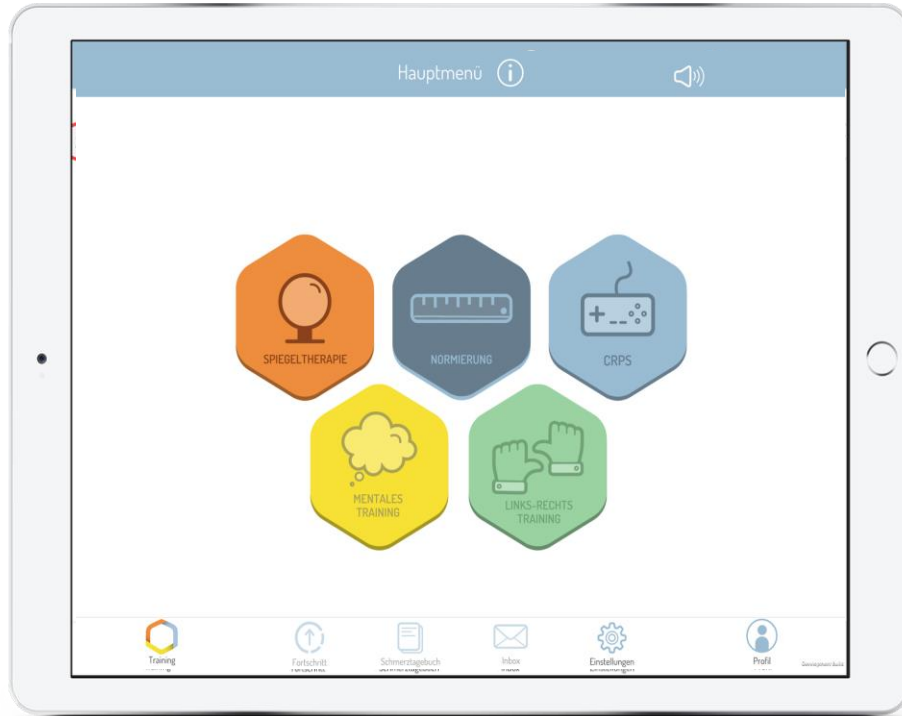 Hauptmenü
SPIEGELTHERAPIE
NORMIERUNG
CRPS
MENTALES
TRAINING
LINKS-RECHTS
TRAINING
Training
Fortschritt
Schmerztagebuch
Inbox
Einstellungen
Profil